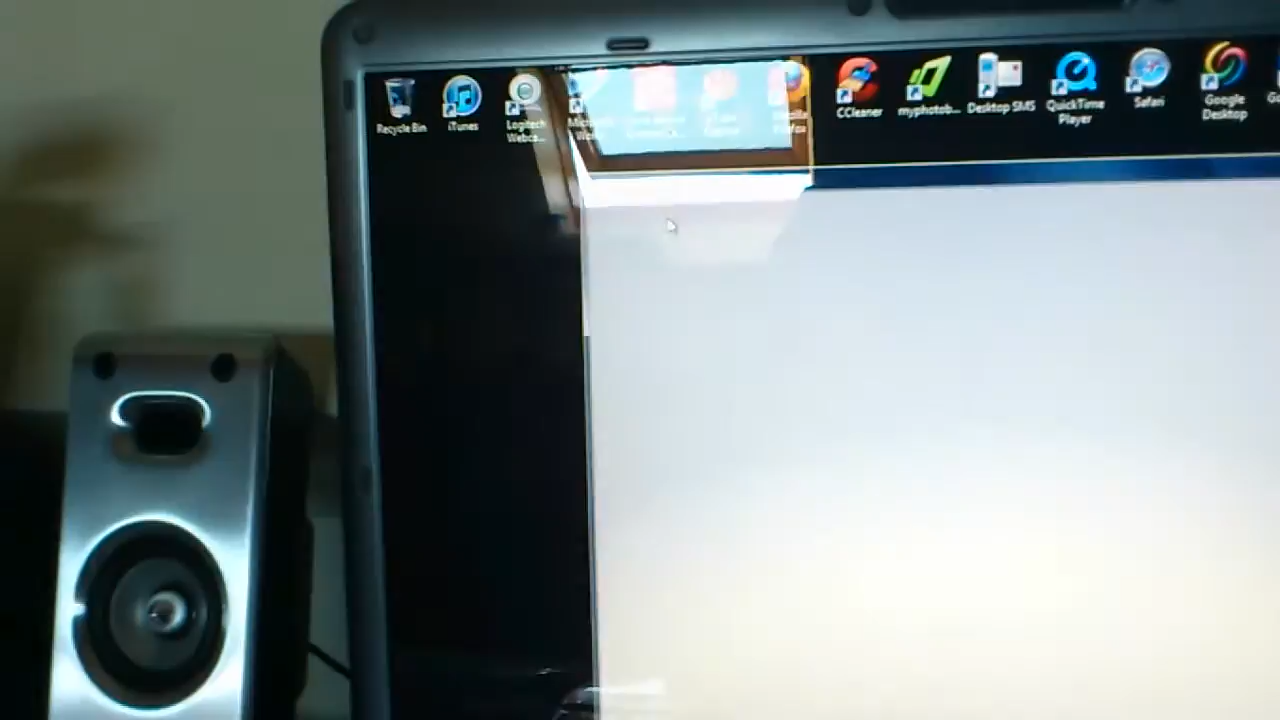 Recycle Bin
iTunes
Logitech
Webca...
CCleaner
myphotob...
Desktop SMS
QuickTime
Player
Safari
Google
Desktop